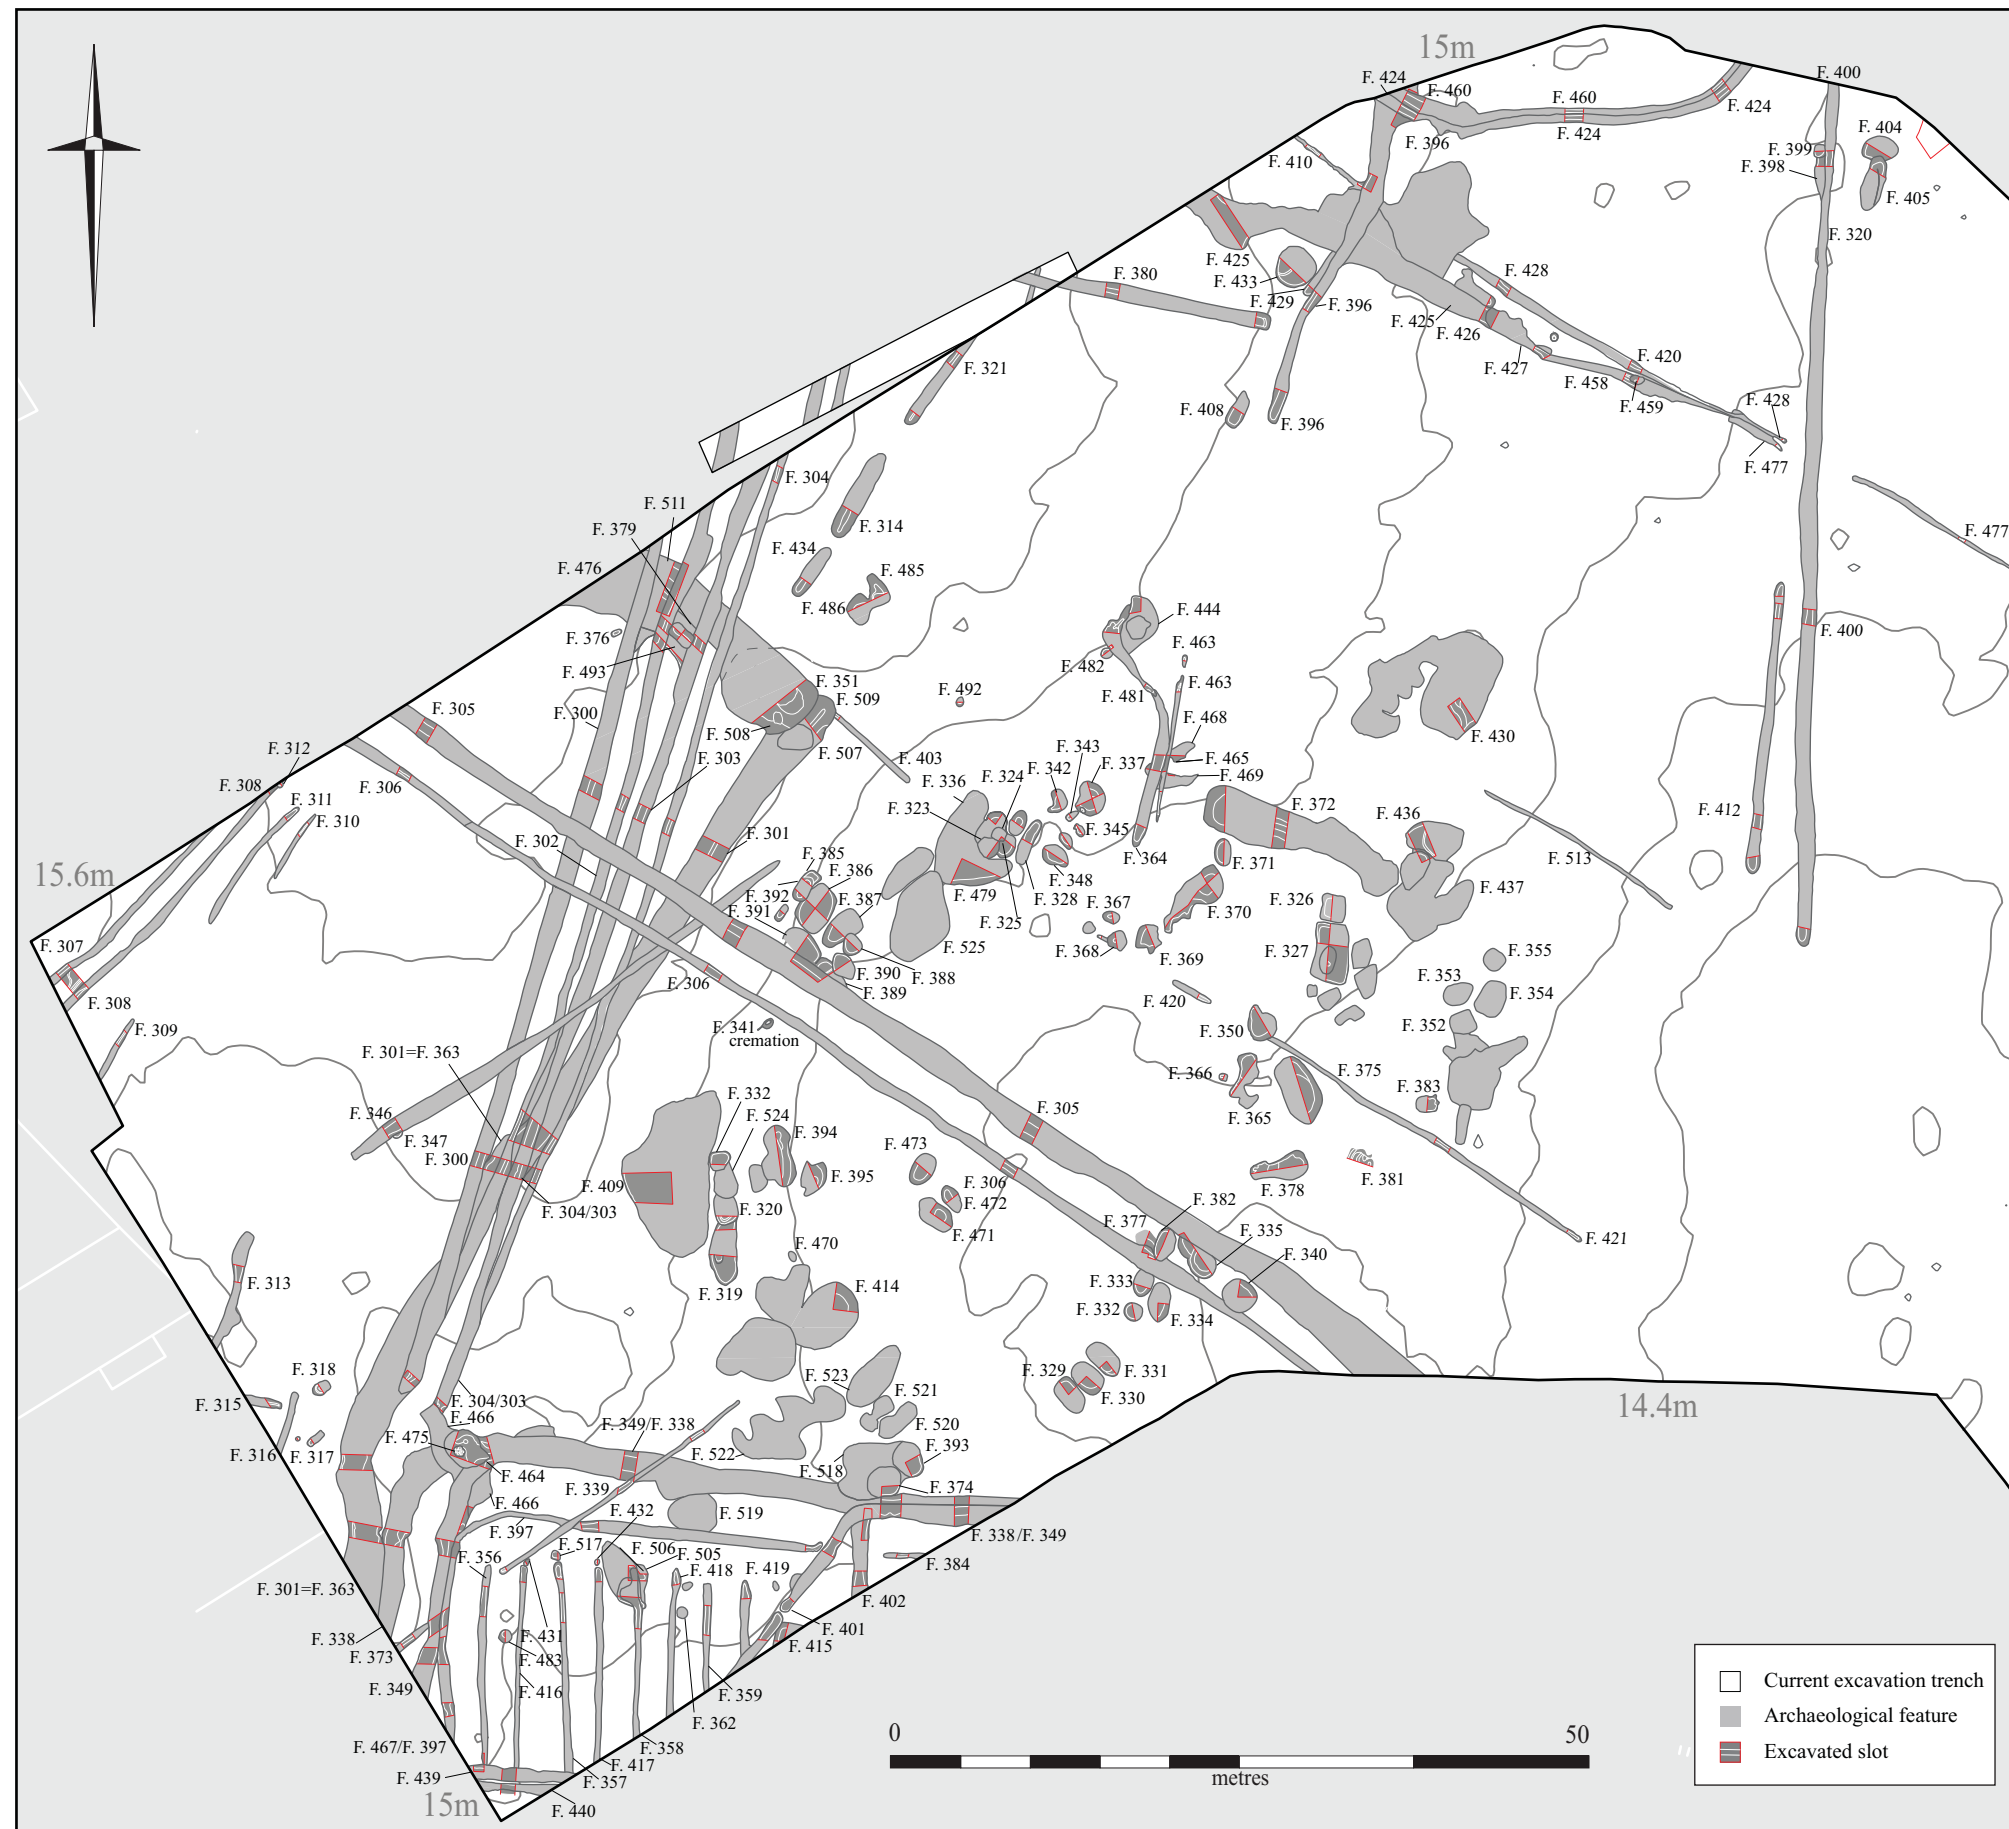 15m
F. 424
F. 460
F. 400
F. 460
F. 424
F. 424
F. 396
F. 404
F. 399
F. 398
F. 410
F. 405
F. 320
F. 425
F. 433
F. 380
F. 428
F. 429
F. 396
F. 425
F. 426
F. 420
F. 427
F. 321
F. 458
F. 459
F. 428
F. 408
F. 396
F. 477
F. 304
F. 511
F. 314
F. 379
F. 477
F. 434
F. 476
F. 485
F. 486
F. 444
F. 376
F. 400
F. 463
F. 482
F. 493
F. 351
F. 463
F. 492
F. 481
F. 509
F. 305
F. 300
F. 468
F. 508
F. 430
F. 507
F. 312
F. 343
F. 303
F. 465
F. 403
F. 337
F. 342
F. 469
F. 324
F. 308
F. 306
F. 336
F. 311
F. 372
F. 323
F. 412
F. 436
F. 310
F. 345
F. 301
F. 302
F. 364
F. 371
F. 513
15.6m
F. 385
F. 386
F. 348
F. 437
F. 479
F. 392
F. 387
F. 328
F. 367
F. 326
F. 391
F. 325
F. 370
F. 307
F. 525
F. 327
F. 355
F. 368
F. 369
F. 388
F. 390
F. 353
F. 306
F. 389
F. 354
F. 308
F. 420
F. 309
F. 341
cremation
F. 350
F. 352
F. 301=F. 363
F. 375
F. 366
F. 383
F. 332
F. 305
F. 346
F. 524
F. 365
F. 347
F. 394
F. 300
F. 473
F. 395
F. 381
F. 409
F. 306
F. 378
F. 472
F. 382
F. 304/303
F. 320
F. 377
F. 471
F. 335
F. 421
F. 470
F. 340
F. 313
F. 333
F. 319
F. 414
F. 332
F. 334
F. 318
F. 329
F. 331
F. 523
F. 521
F. 315
F. 304/303
F. 330
F. 466
F. 349/F. 338
F. 520
14.4m
F. 475
F. 316
F. 317
F. 522
F. 393
F. 518
F. 464
F. 374
F. 339
F. 466
F. 432
F. 519
F. 397
F. 338/F. 349
F. 517
F. 506
F. 505
F. 356
F. 384
F. 418
F. 419
F. 301=F. 363
F. 402
F. 401
F. 338
F. 431
F. 415
F. 373
F. 483
F. 349
F. 416
F. 359
F. 362
F. 467/F. 397
F. 358
F. 417
F. 439
F. 357
15m
F. 440
0
50
metres
Current excavation trench
Archaeological feature
Excavated slot